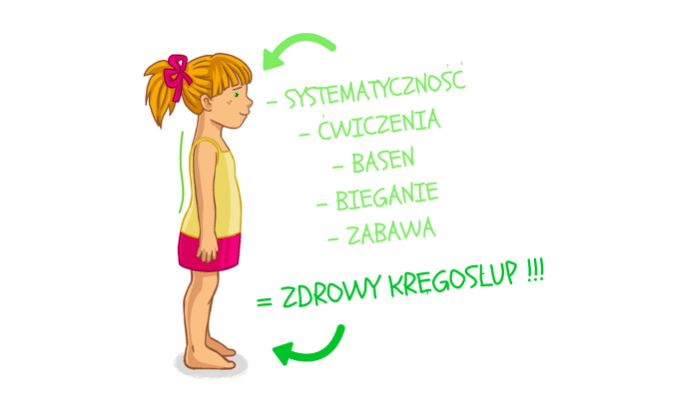 - SYSTEMATYCZNOŚĆ
- ĆWICZENIA
- BASEN
- BIEGANIE
- ZABAWA
= ZDROWY KRĘGOSŁUP !!!